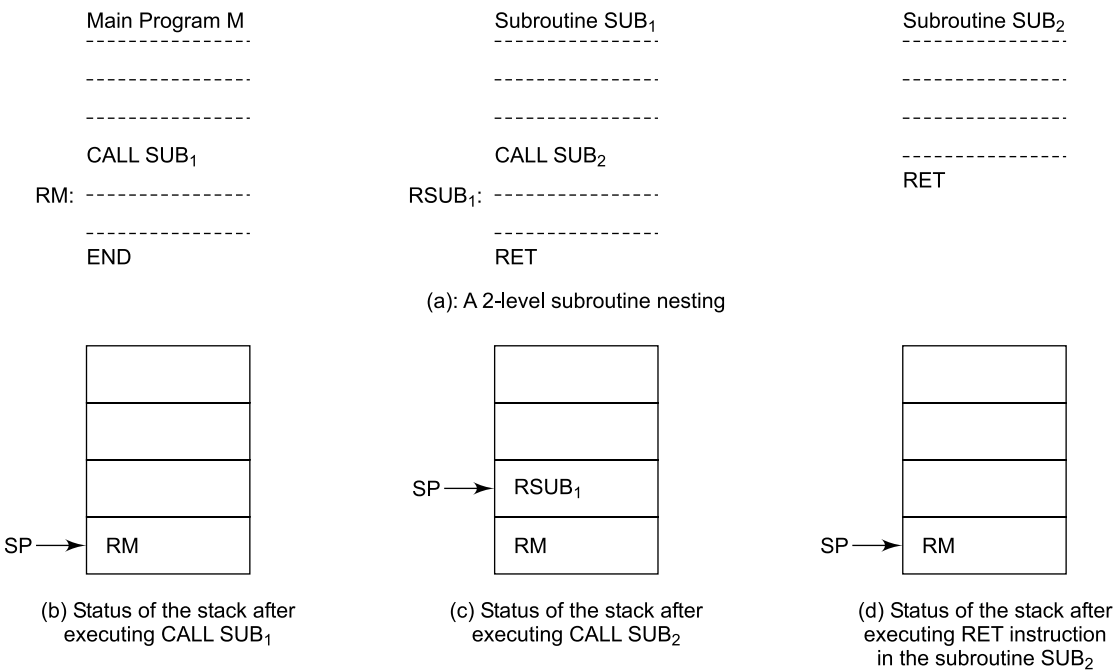 Main Program M
Subroutine SUB₁
Subroutine SUB₂
CALL SUB₁
CALL SUB₂
RET
RM:
RSUB₁:
END
RET
(a): A 2-level subroutine nesting
SP
RM
SP
RSUB₁
RM
SP
RM
(b) Status of the stack after
executing CALL SUB₁
(c) Status of the stack after
executing CALL SUB₂
(d) Status of the stack after
executing RET instruction
in the subroutine SUB₂